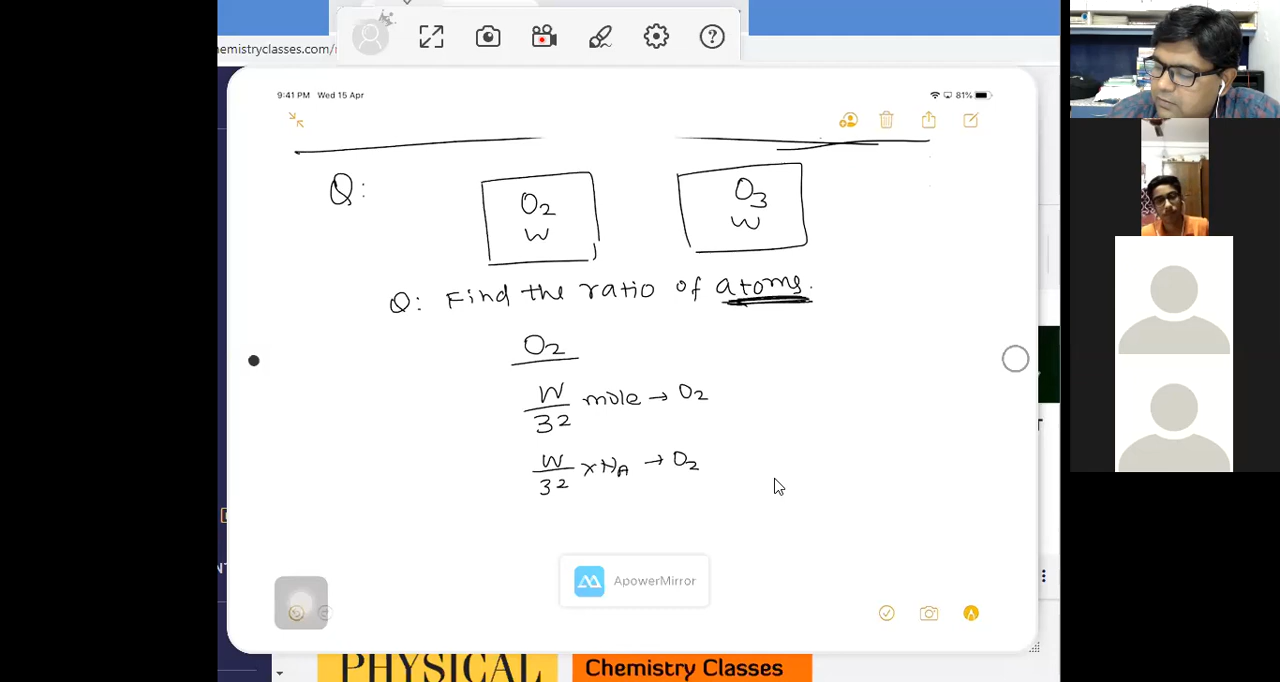 emistryclasses.com/
9:41 PM Wed 15 Apr
81%
Q:
O2 O3
W W
Q: Find the ratio of atoms.
O2
W/32 mole → O2
W/32 x NA → O2
ApowerMirror
PHYSICAL
Chemistry Classes